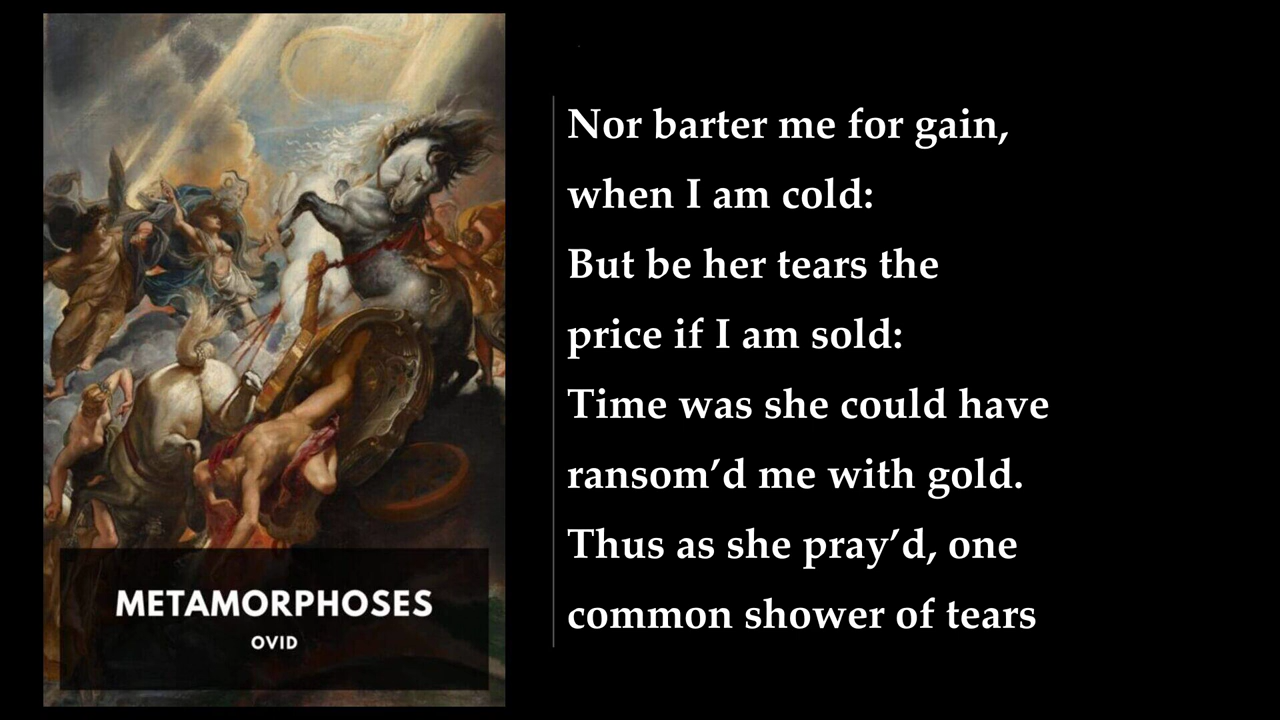 METAMORPHOSES
OVID
Nor barter me for gain,
when I am cold:
But be her tears the
price if I am sold:
Time was she could have
ransom’d me with gold.
Thus as she pray’d, one
common shower of tears